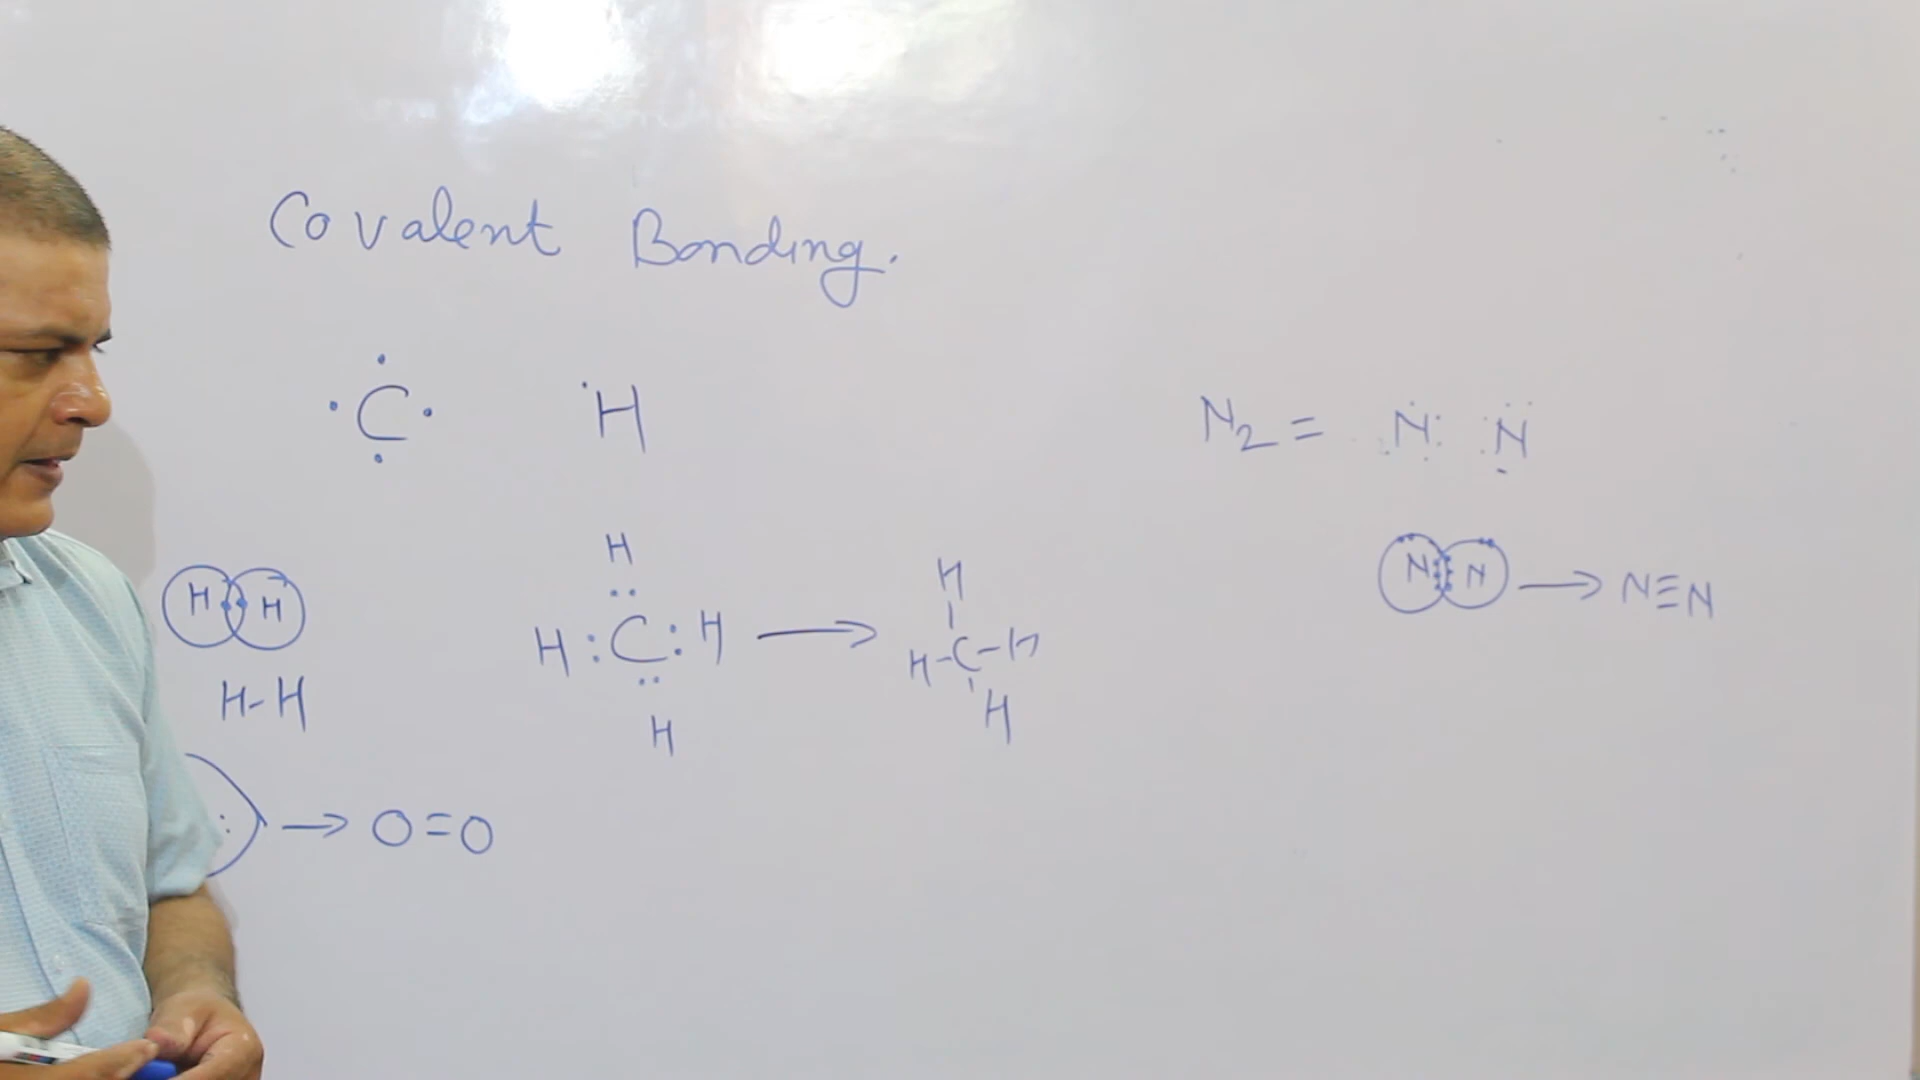 Covalent Bonding.
·C· ·H
N₂ = N: :N
H H
H-H
H
H :C: H → H-C-H
H
H
H
N N → N≡N
→ O=O